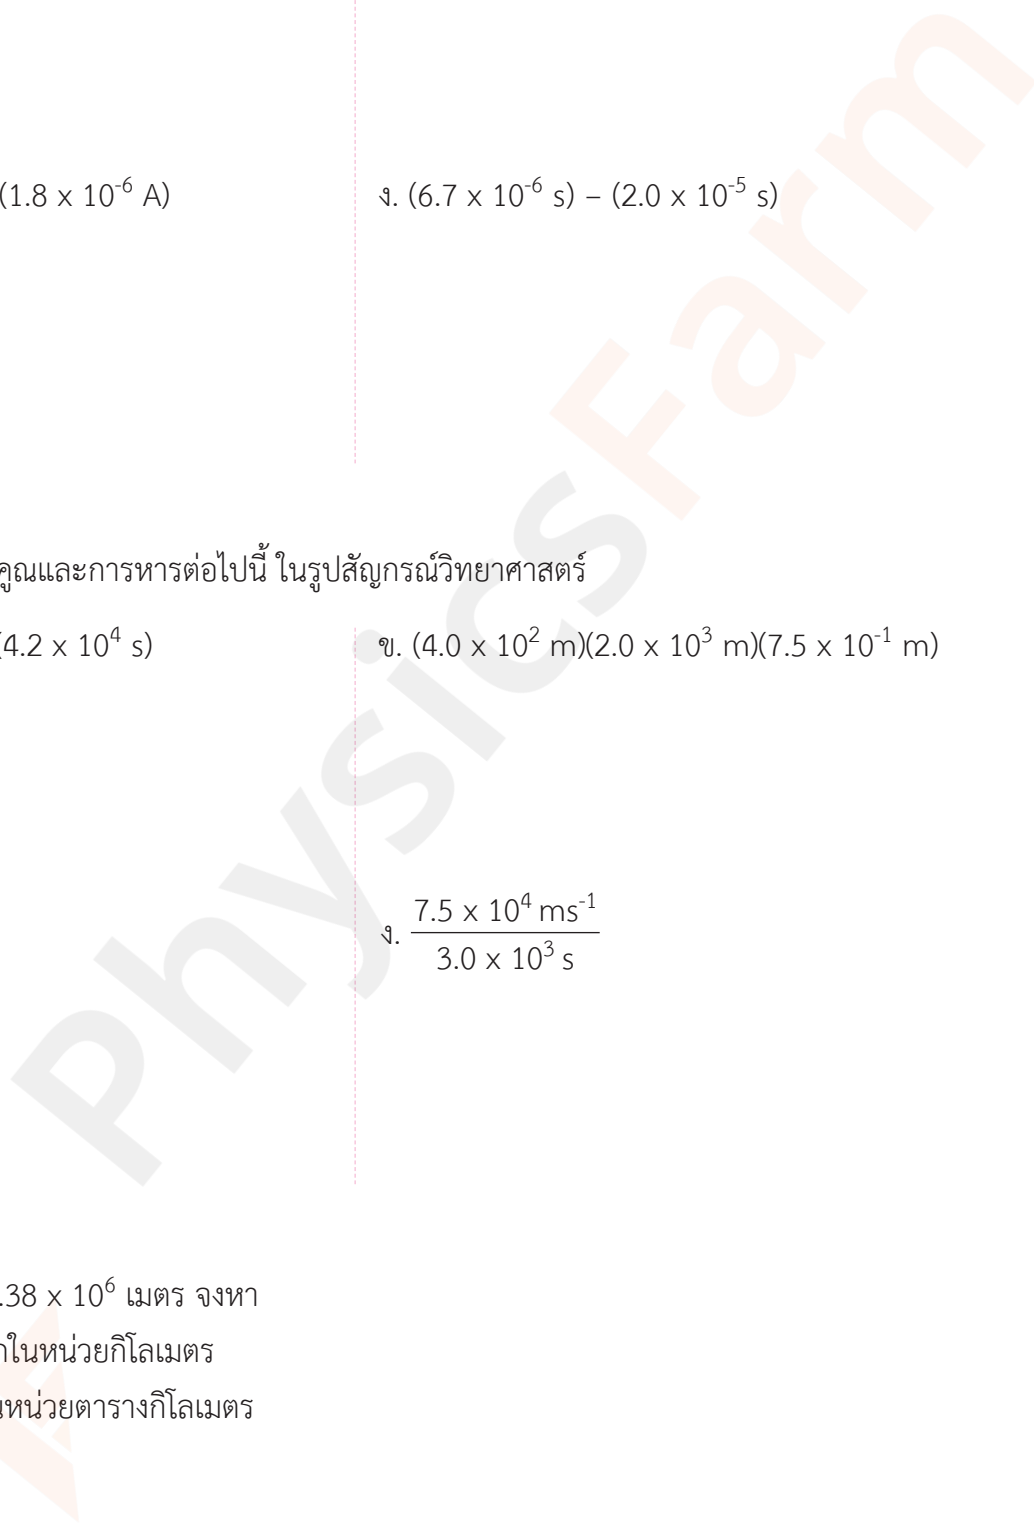 (1.8 x 10⁻⁶ A)
ง. (6.7 x 10⁻⁶ s) – (2.0 x 10⁻⁵ s)
คูณและการหารต่อไปนี้ ในรูปสัญกรณ์วิทยาศาสตร์
(4.2 x 10⁴ s)
ข. (4.0 x 10² m)(2.0 x 10³ m)(7.5 x 10⁻¹ m)
ง. 7.5 x 10⁴ ms⁻¹
3.0 x 10³ s
.38 x 10⁶ เมตร จงหา
ในหน่วยกิโลเมตร
หน่วยตารางกิโลเมตร
PhysicsFarm